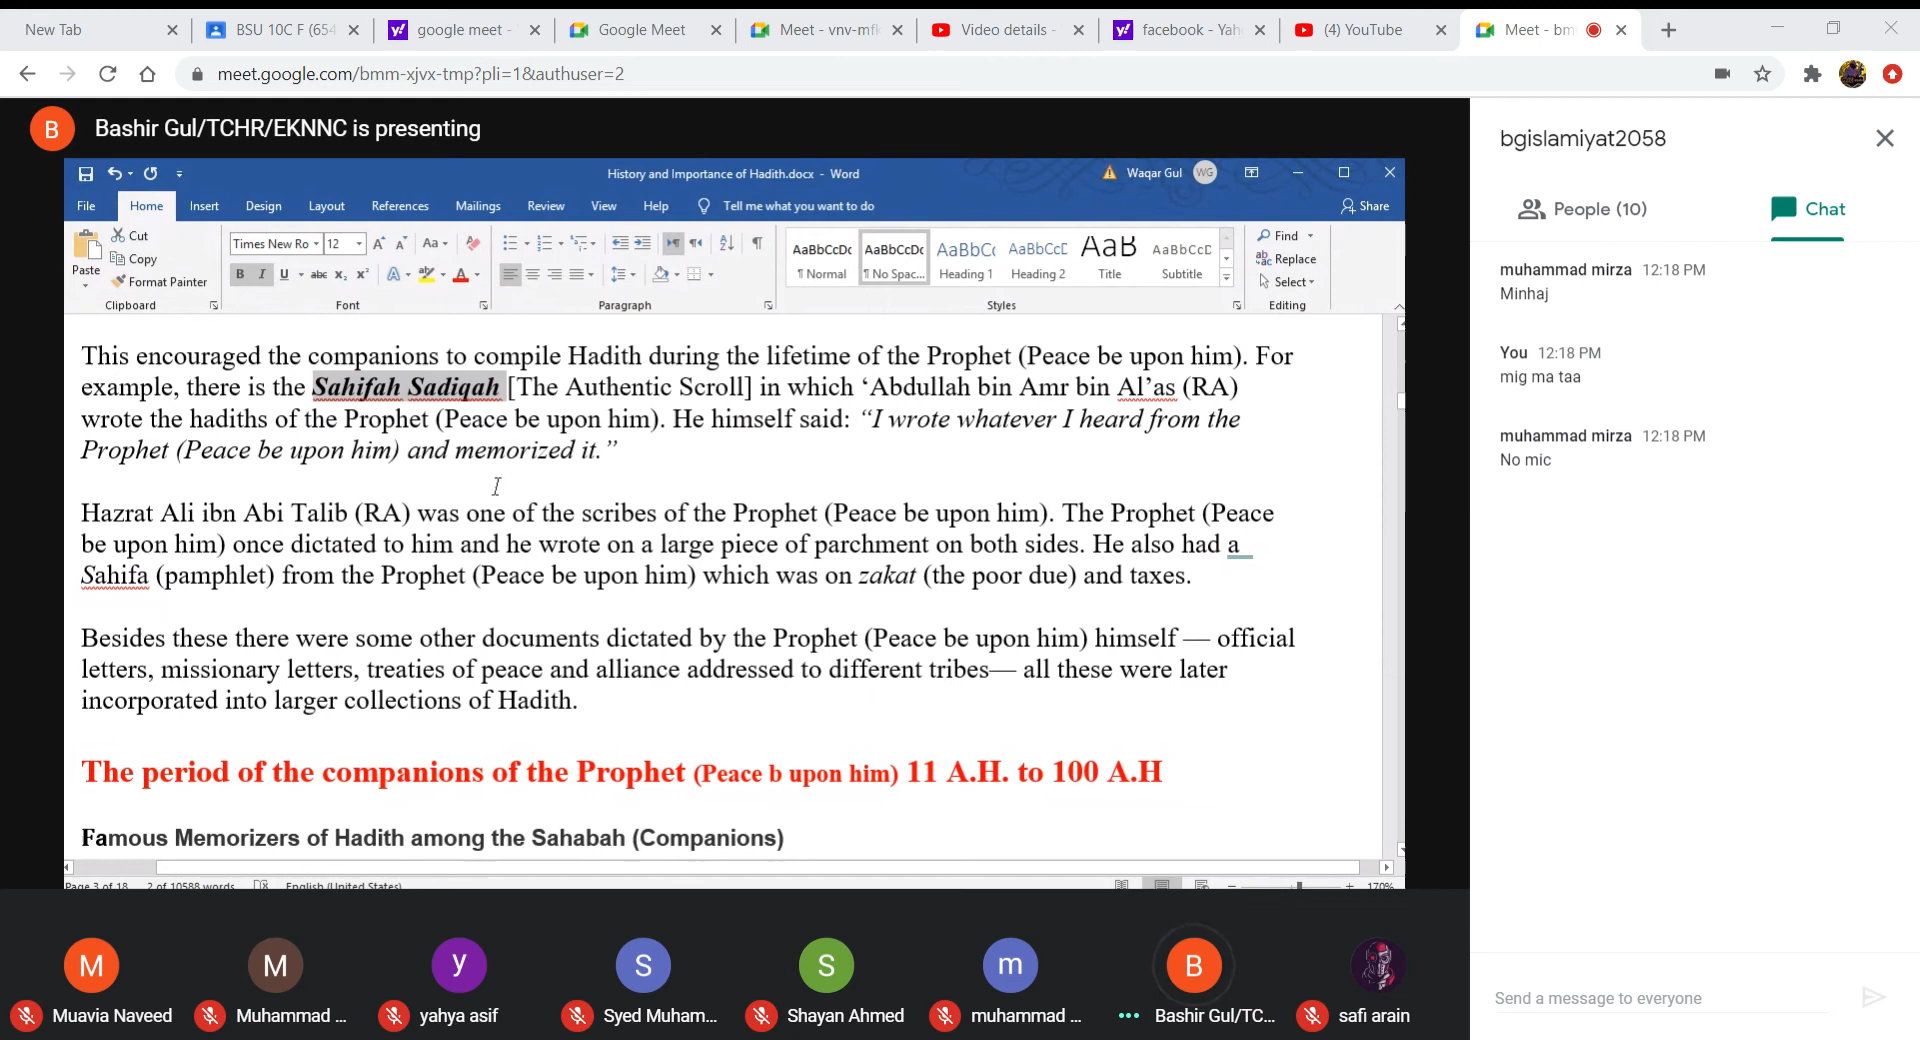 New Tab
BSU 10C F (654
google meet -
Google Meet
Meet - vnv-mfk
Video details -
facebook - Yah
(4) YouTube
Meet - bm
meet.google.com/bmm-xjvx-tmp?pli=1&authuser=2
B
Bashir Gul/TCHR/EKNNC is presenting
History and Importance of Hadith.docx - Word
Waqar Gul
WG
File
Home
Insert
Design
Layout
References
Mailings
Review
View
Help
Tell me what you want to do
Share
Paste
Cut
Copy
Format Painter
Clipboard
Times New Ro
12
Font
Paragraph
AaBbCcDc
¶ Normal
AaBbCcDc
¶ No Spac...
AaBbCc
Heading 1
AaBbCcC
Heading 2
AaB
Title
AaBbCcD
Subtitle
Styles
Find
Replace
Select
Editing
This encouraged the companions to compile Hadith during the lifetime of the Prophet (Peace be upon him). For
example, there is the Sahifah Sadiqah [The Authentic Scroll] in which ‘Abdullah bin Amr bin Al’as (RA)
wrote the hadiths of the Prophet (Peace be upon him). He himself said: “I wrote whatever I heard from the
Prophet (Peace be upon him) and memorized it.”
Hazrat Ali ibn Abi Talib (RA) was one of the scribes of the Prophet (Peace be upon him). The Prophet (Peace
be upon him) once dictated to him and he wrote on a large piece of parchment on both sides. He also had a
Sahifa (pamphlet) from the Prophet (Peace be upon him) which was on zakat (the poor due) and taxes.
Besides these there were some other documents dictated by the Prophet (Peace be upon him) himself — official
letters, missionary letters, treaties of peace and alliance addressed to different tribes— all these were later
incorporated into larger collections of Hadith.
The period of the companions of the Prophet (Peace b upon him) 11 A.H. to 100 A.H
Famous Memorizers of Hadith among the Sahabah (Companions)
Page 3 of 18
2 of 10588 words
English (United States)
170%
bgislamiyat2058
People (10)
Chat
muhammad mirza 12:18 PM
Minhaj
You 12:18 PM
mig ma taa
muhammad mirza 12:18 PM
No mic
Send a message to everyone
M
Muavia Naveed
M
Muhammad ...
y
yahya asif
S
Syed Muham...
S
Shayan Ahmed
m
muhammad ...
B
Bashir Gul/TC...
safi arain